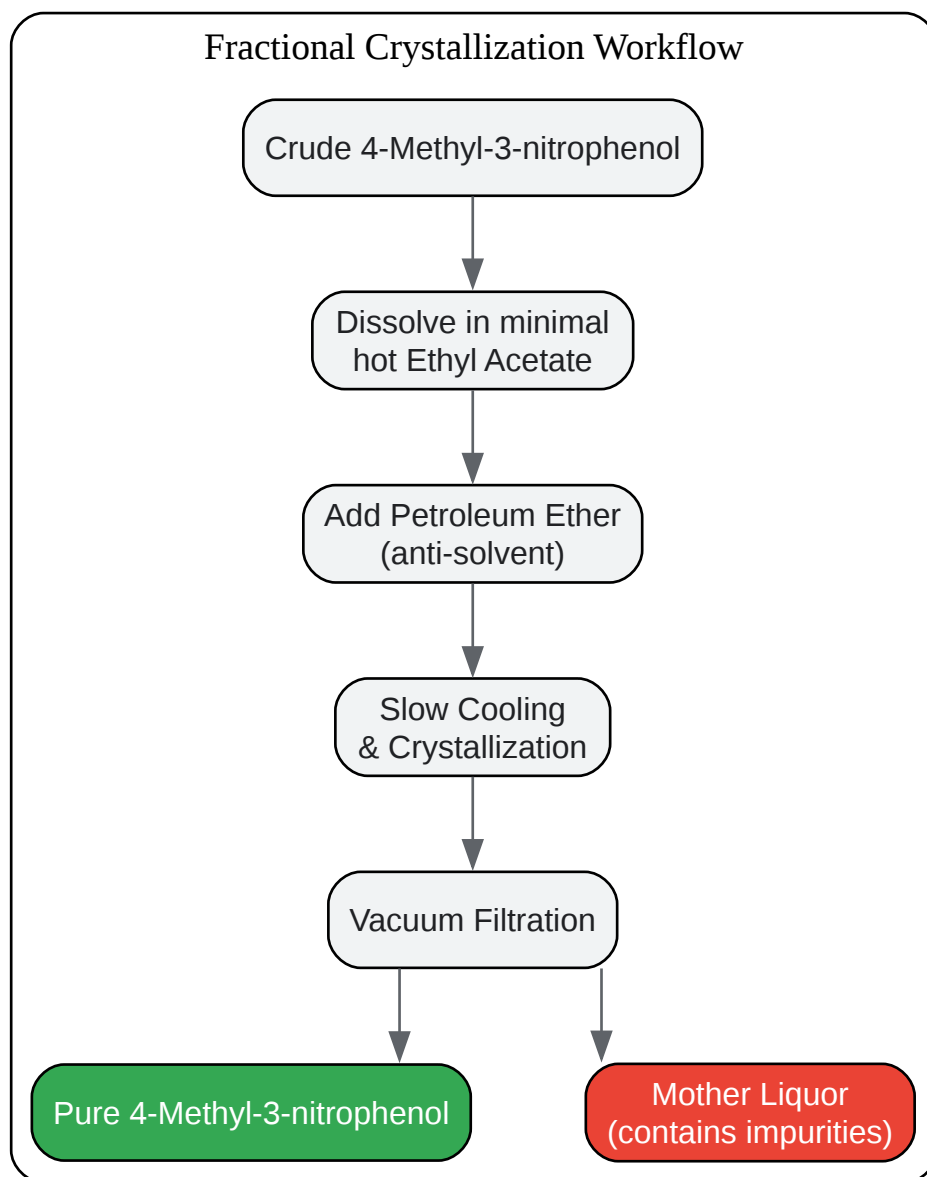 Fractional Crystallization Workflow
Crude 4-Methyl-3-nitrophenol
Dissolve in minimal
hot Ethyl Acetate
Add Petroleum Ether
(anti-solvent)
Slow Cooling
& Crystallization
Vacuum Filtration
Pure 4-Methyl-3-nitrophenol
Mother Liquor
(contains impurities)